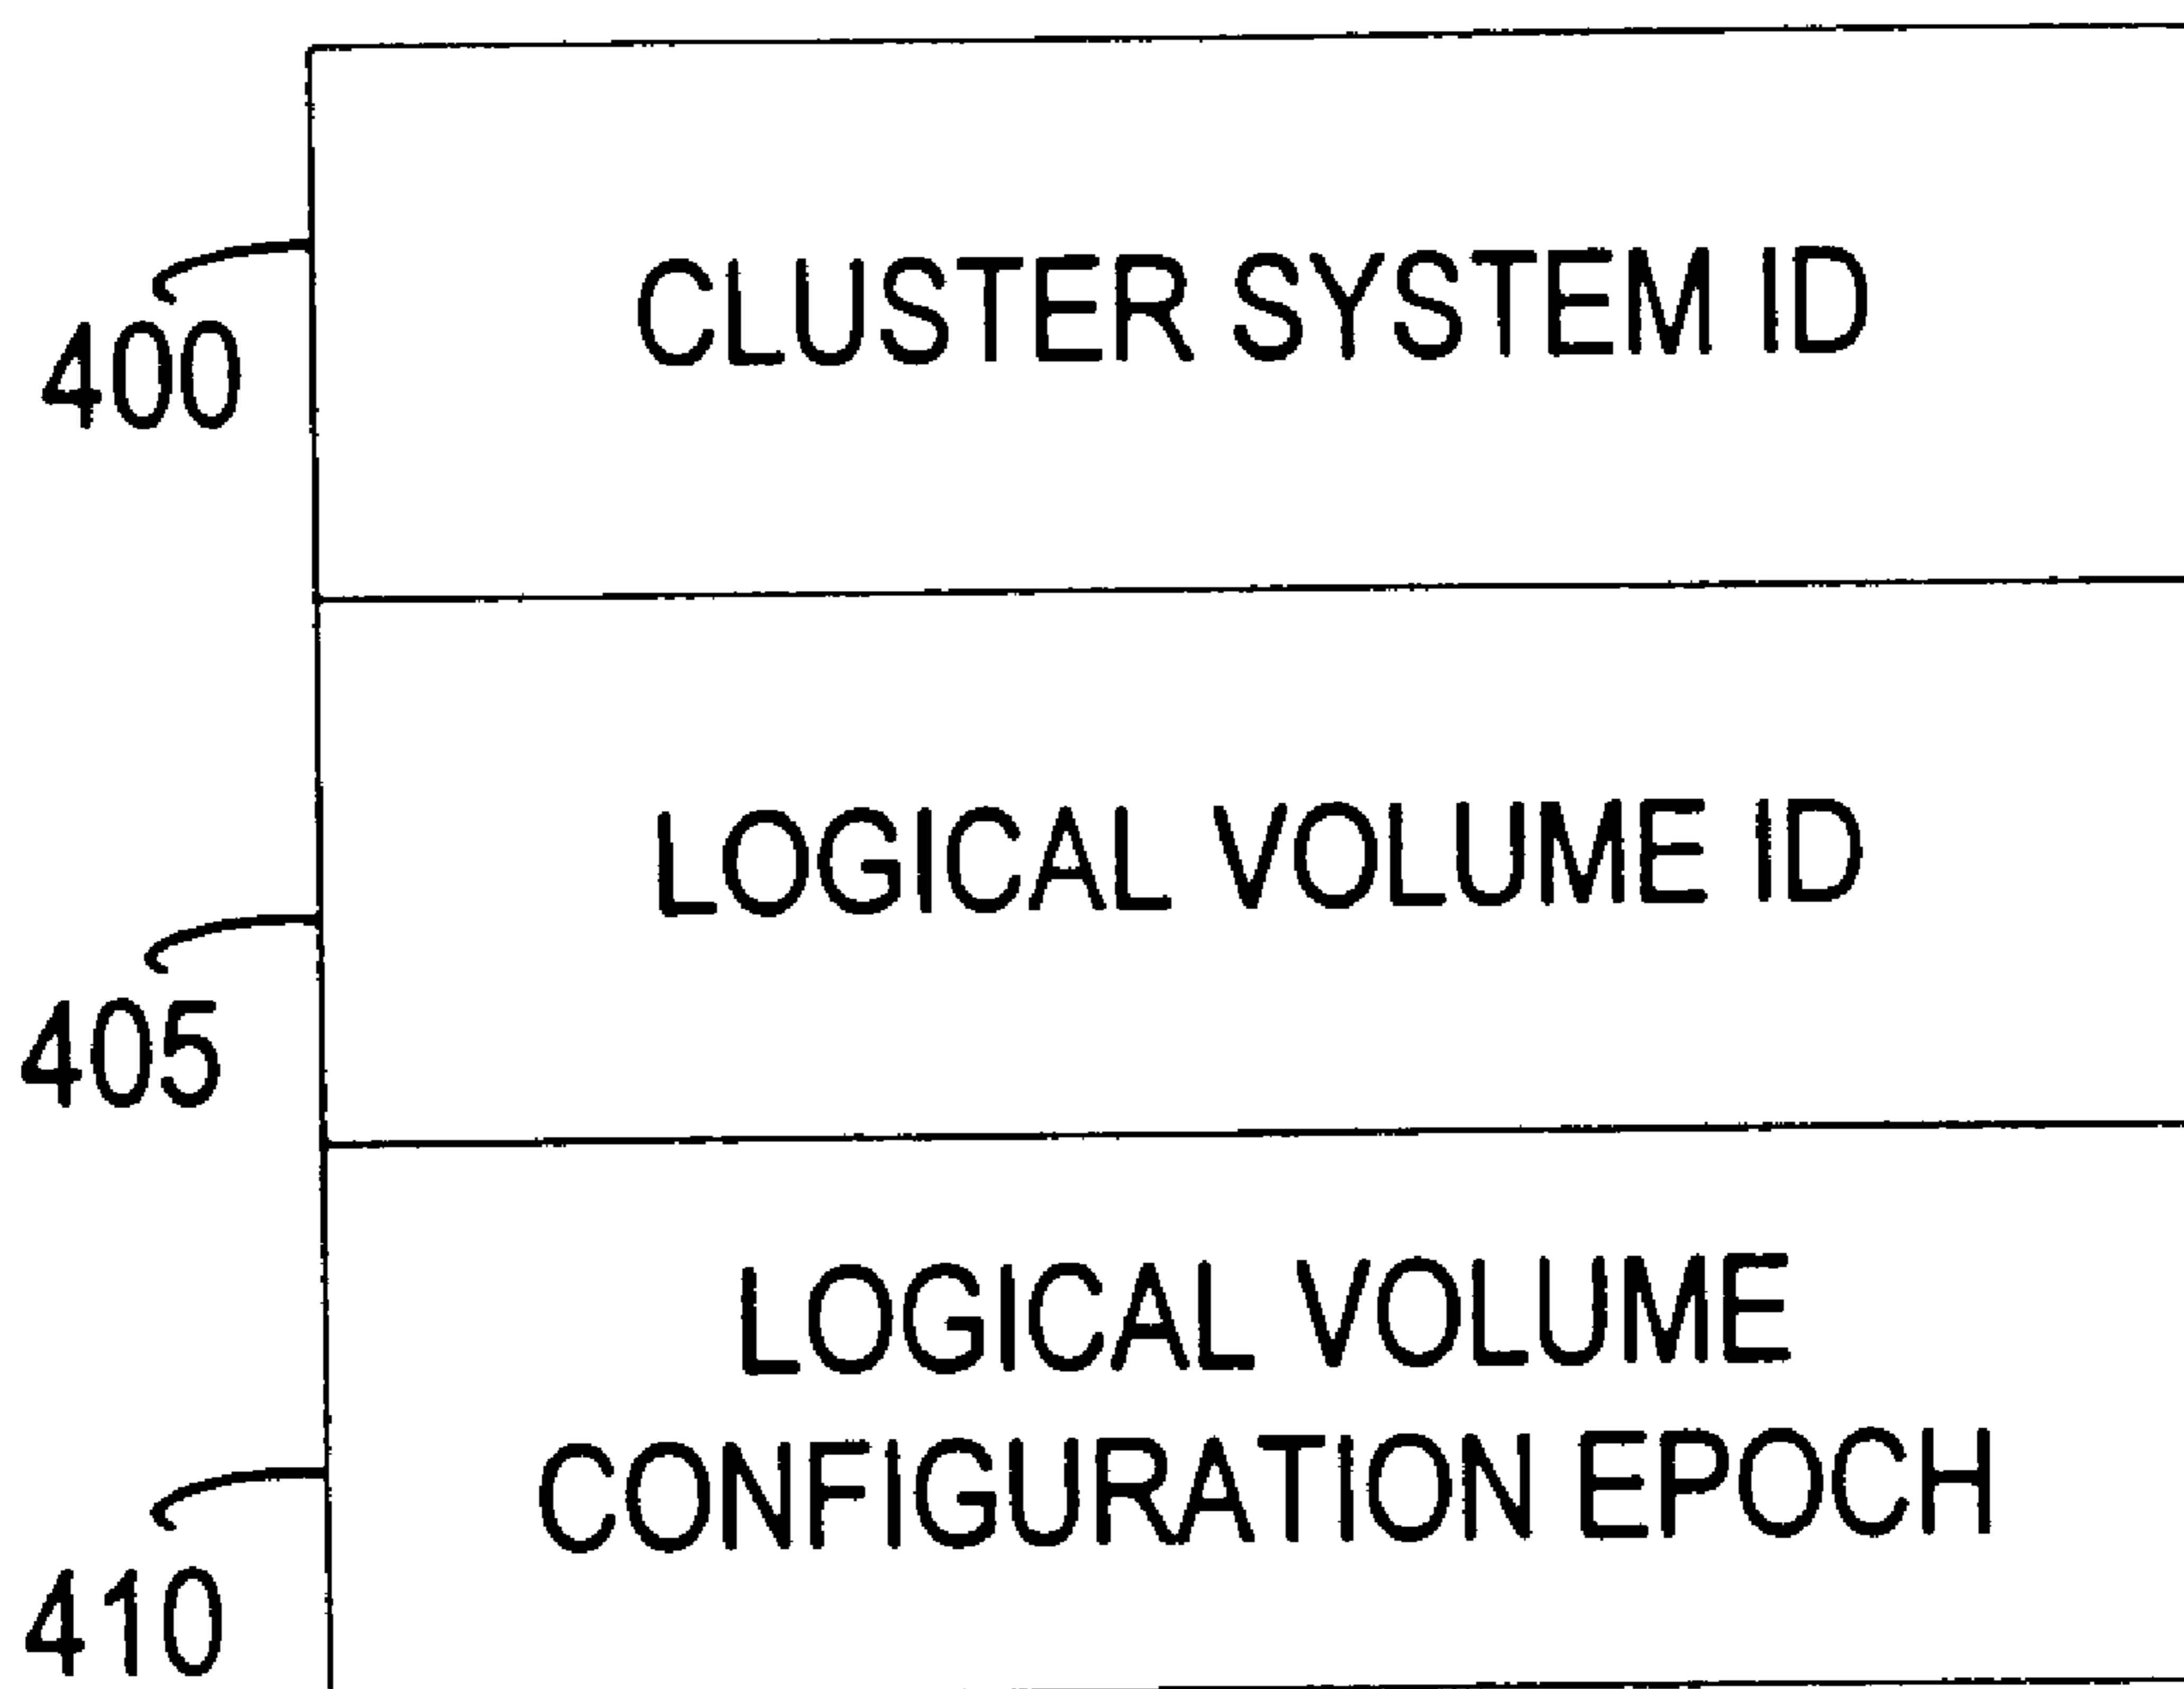 CLUSTER SYSTEM ID
400
LOGICAL VOLUME ID
405
LOGICAL VOLUME
CONFIGURATION EPOCH
410